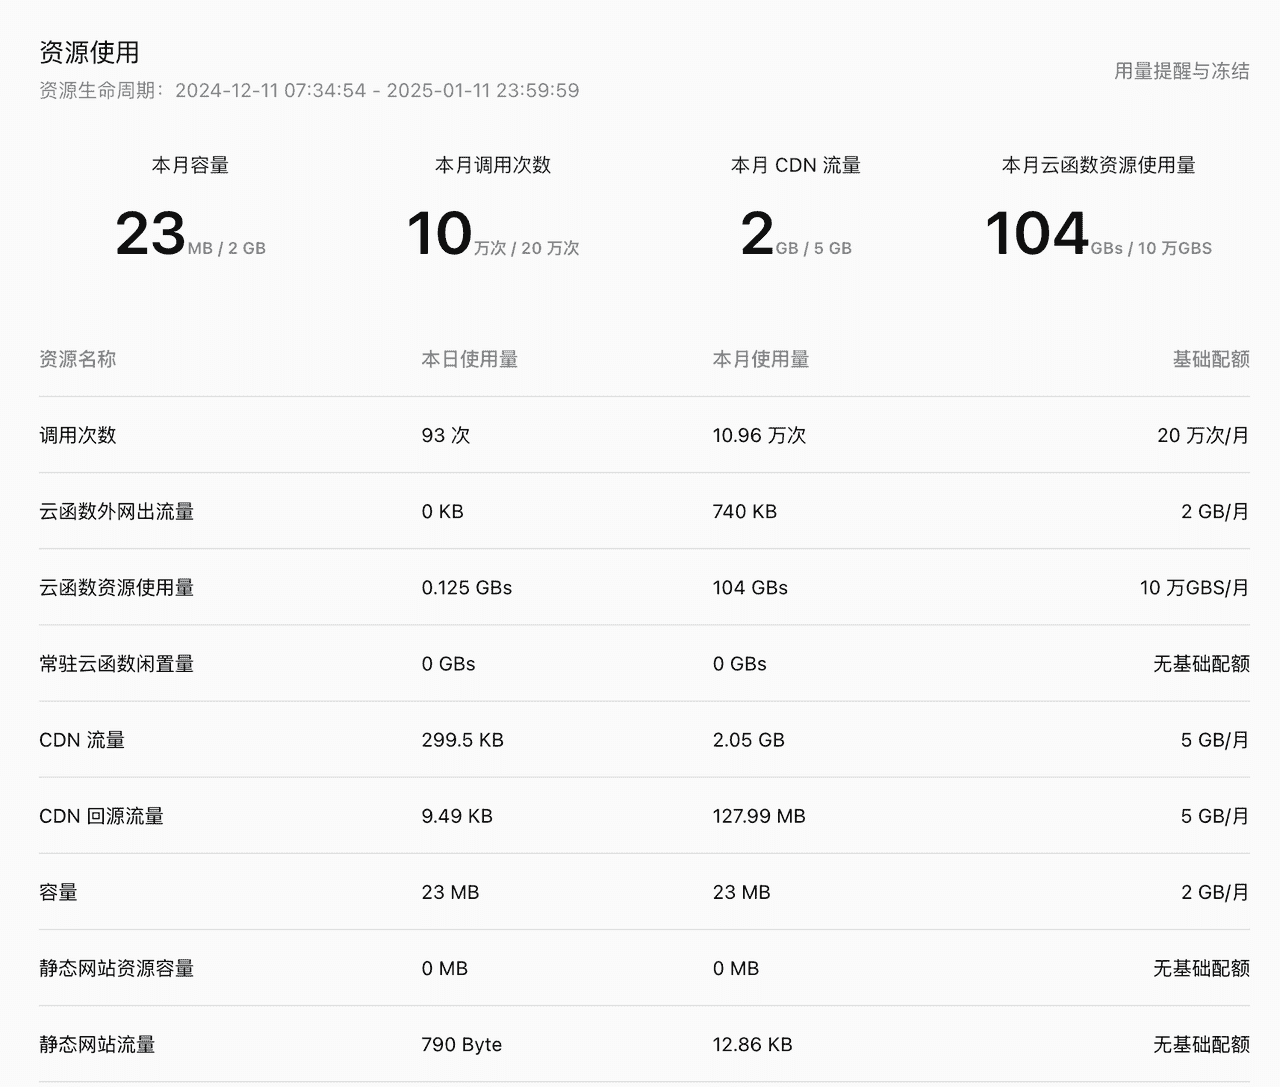 资源使用
资源生命周期：2024-12-11 07:34:54 - 2025-01-11 23:59:59
用量提醒与冻结
本月容量 本月调用次数 本月 CDN 流量 本月云函数资源使用量
23MB / 2 GB 10万次 / 20 万次 2GB / 5 GB 104GBs / 10 万GBS
资源名称 本日使用量 本月使用量 基础配额
调用次数 93 次 10.96 万次 20 万次/月
云函数外网出流量 0 KB 740 KB 2 GB/月
云函数资源使用量 0.125 GBs 104 GBs 10 万GBS/月
常驻云函数闲置量 0 GBs 0 GBs 无基础配额
CDN 流量 299.5 KB 2.05 GB 5 GB/月
CDN 回源流量 9.49 KB 127.99 MB 5 GB/月
容量 23 MB 23 MB 2 GB/月
静态网站资源容量 0 MB 0 MB 无基础配额
静态网站流量 790 Byte 12.86 KB 无基础配额